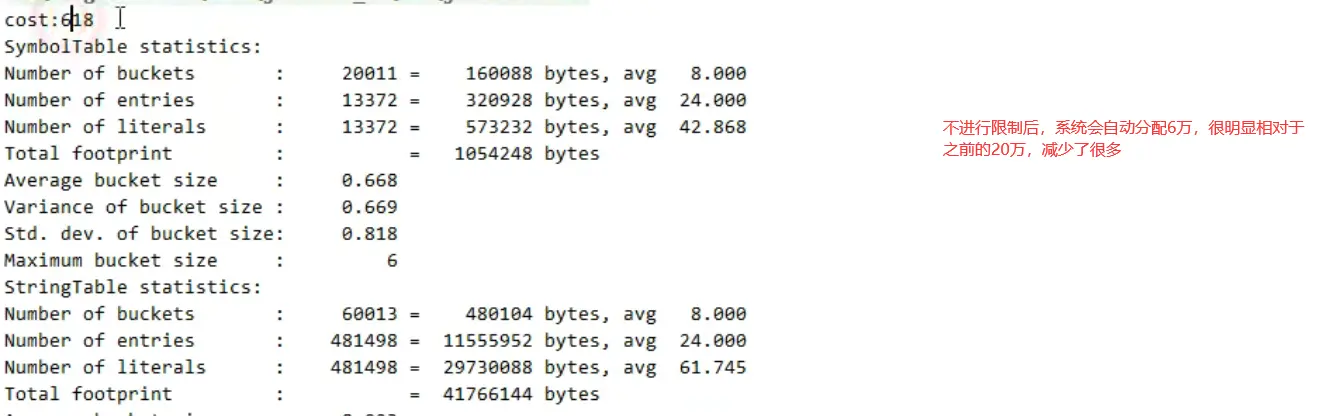 cost:618
SymbolTable statistics:
Number of buckets       :     20011 =    160088 bytes, avg   8.000
Number of entries       :     13372 =    320928 bytes, avg  24.000
Number of literals      :     13372 =    573232 bytes, avg  42.868
Total footprint         :           =   1054248 bytes
Average bucket size     :     0.668
Variance of bucket size :     0.669
Std. dev. of bucket size:     0.818
Maximum bucket size     :         6
StringTable statistics:
Number of buckets       :     60013 =    480104 bytes, avg   8.000
Number of entries       :    481498 =  11555952 bytes, avg  24.000
Number of literals      :    481498 =  29730088 bytes, avg  61.745
Total footprint         :           =  41766144 bytes
不进行限制后，系统会自动分配6万，很明显相对于
之前的20万，减少了很多